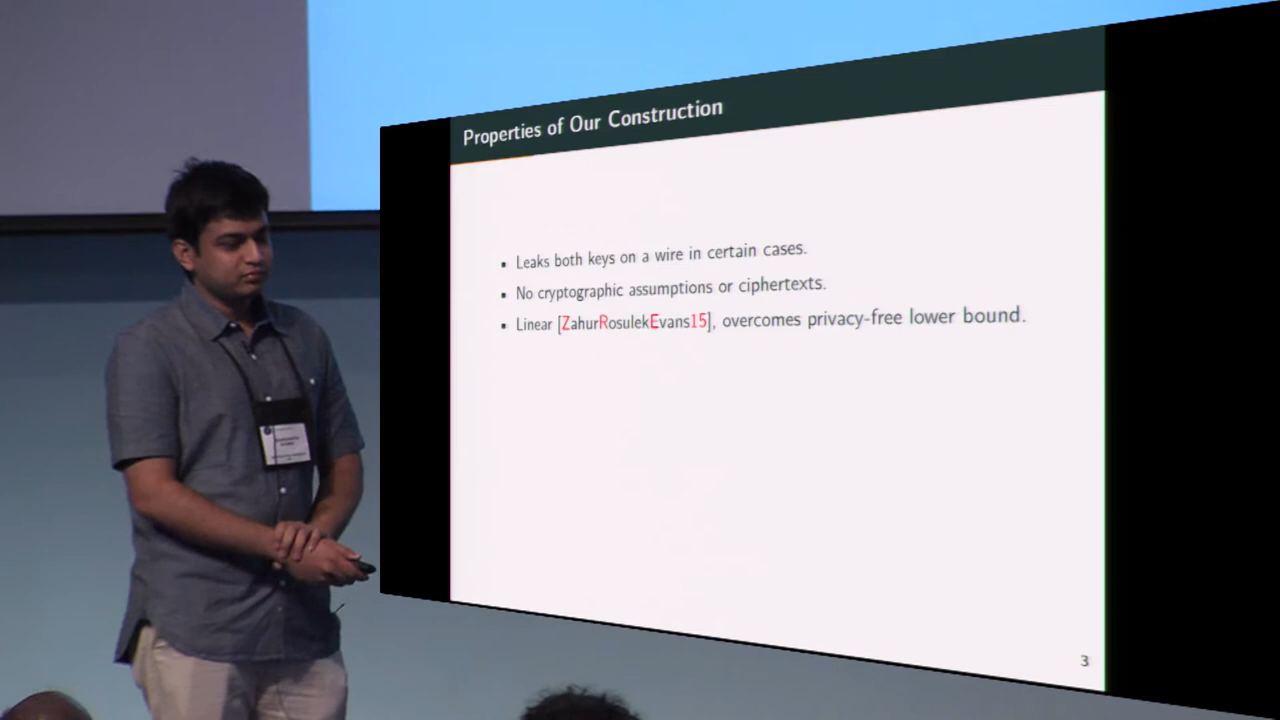 Properties of Our Construction
• Leaks both keys on a wire in certain cases.
• No cryptographic assumptions or ciphertexts.
• Linear [ZahurRosulekEvans15], overcomes privacy-free lower bound.
3